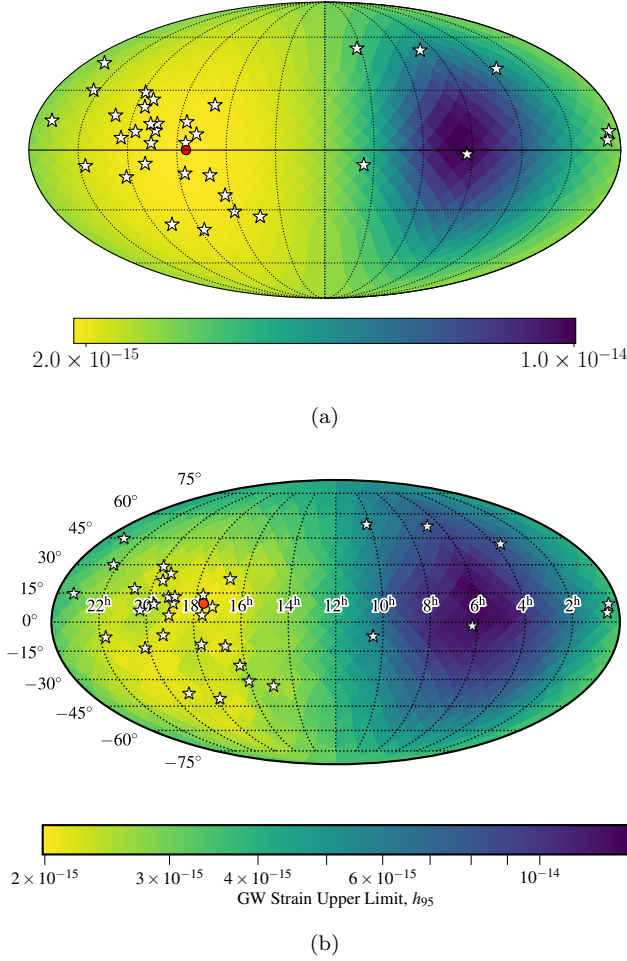 2.0 × 10⁻¹⁵ 1.0 × 10⁻¹⁴
(a)
75°
60°
45°
30°
15°
22ʰ 20 18 16ʰ 14ʰ 12ʰ 10ʰ 8ʰ 6ʰ 4ʰ 2ʰ
0°
−15°
−30°
−45°
−60°
−75°
2 × 10⁻¹⁵ 3 × 10⁻¹⁵ 4 × 10⁻¹⁵ 6 × 10⁻¹⁵ 10⁻¹⁴
GW Strain Upper Limit, h₉₅
(b)